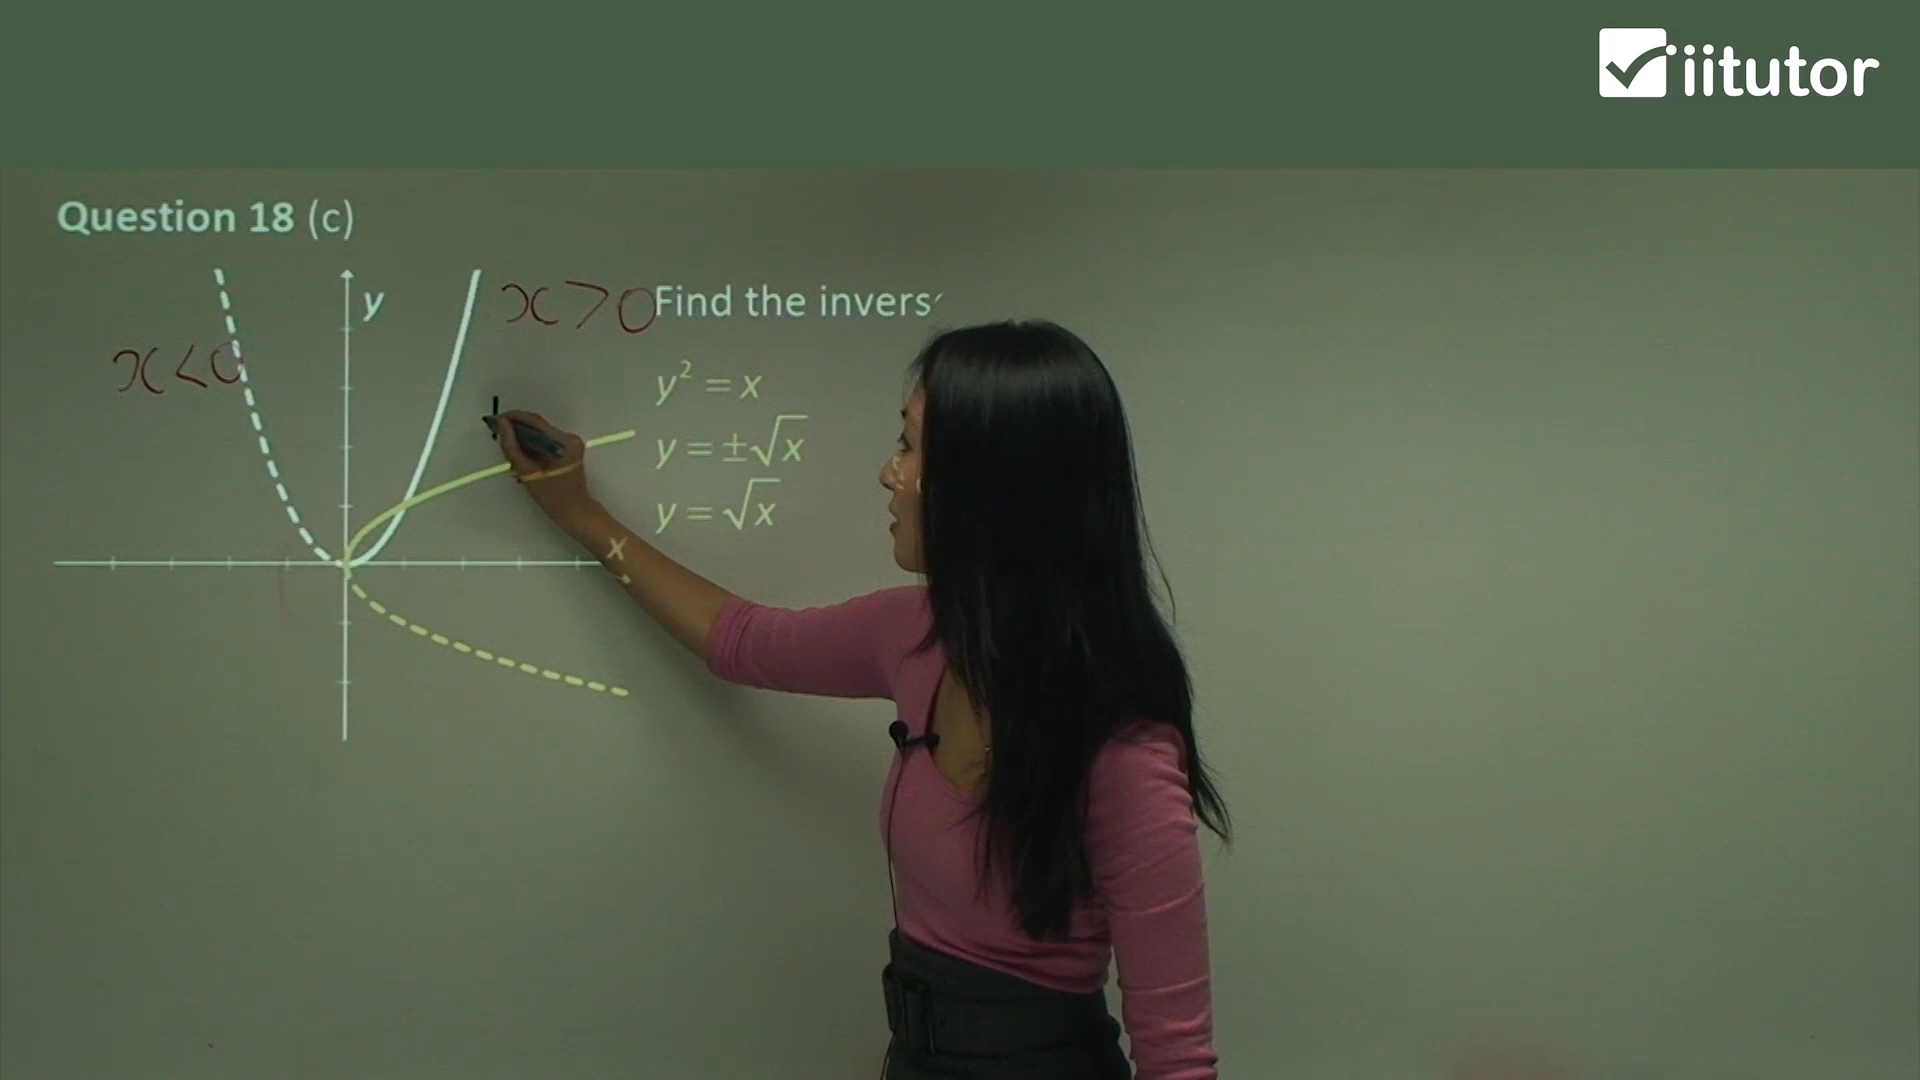 iitutor
Question 18 (c)
y
x > 0
Find the invers
x < 0
y² = x
y = ±√x
y = √x
x